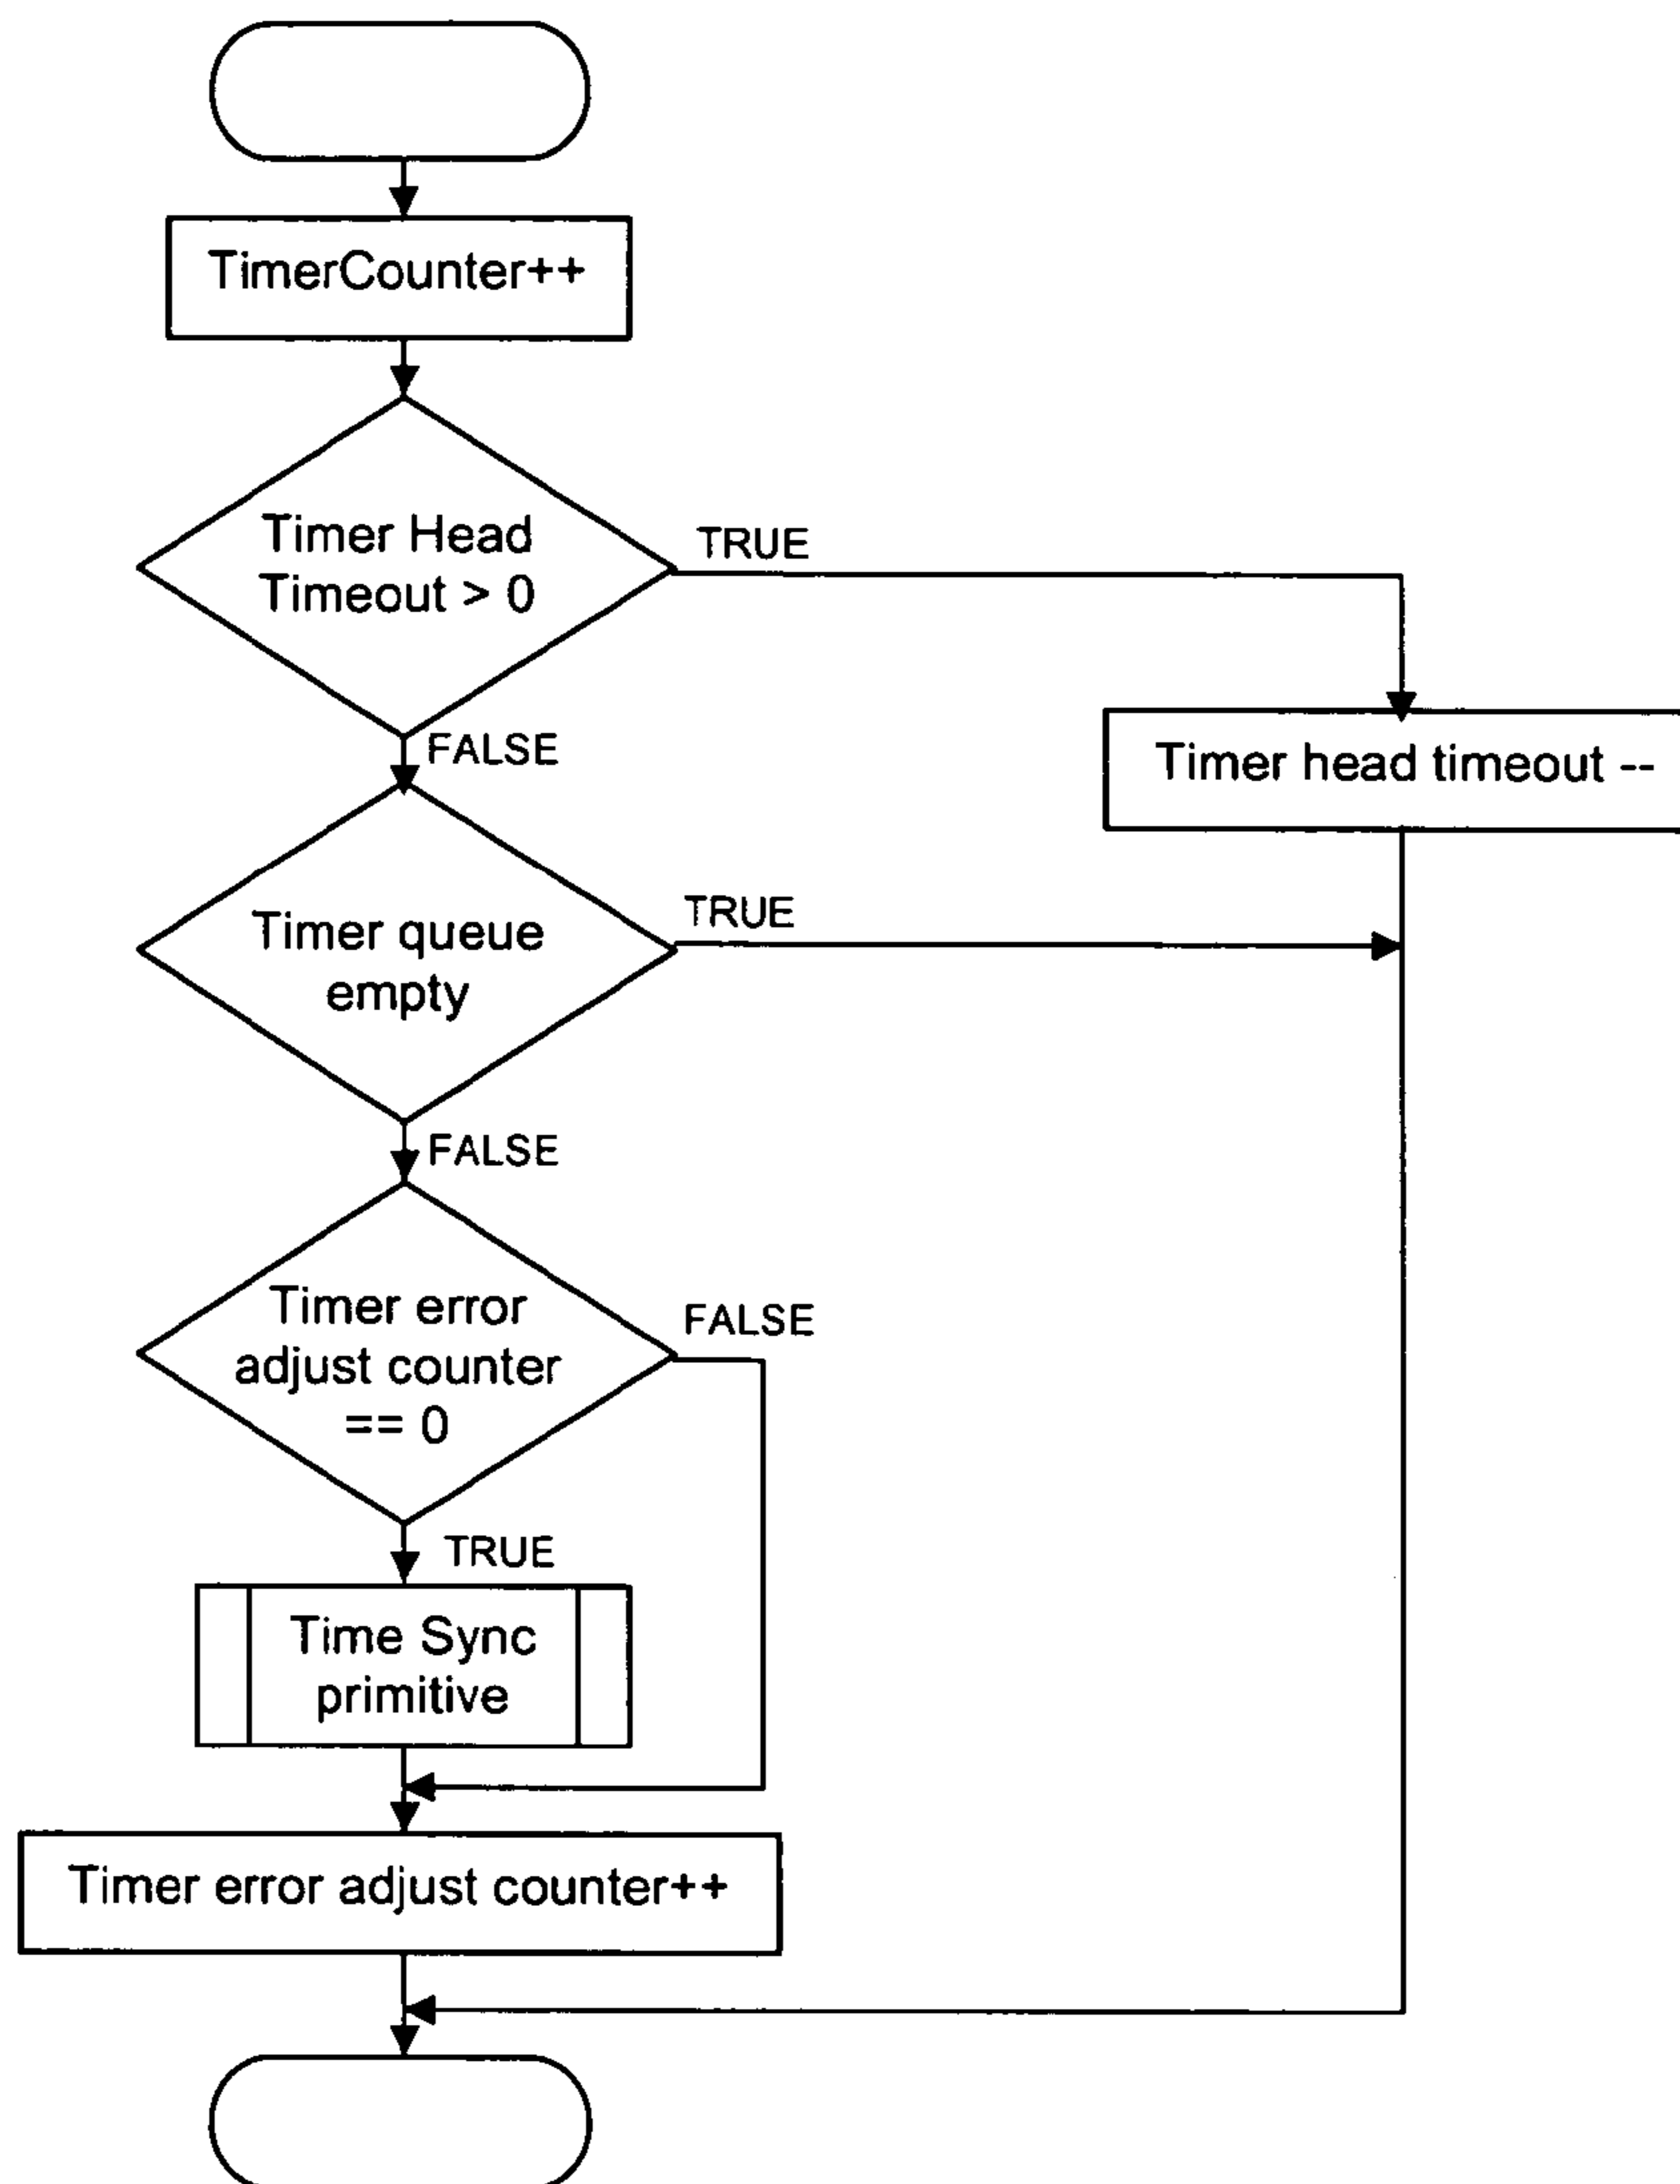 TimerCounter++
Timer Head
Timeout > 0
TRUE
FALSE
Timer head timeout --
Timer queue
empty
TRUE
FALSE
Timer error
adjust counter
== 0
FALSE
TRUE
Time Sync
primitive
Timer error adjust counter++